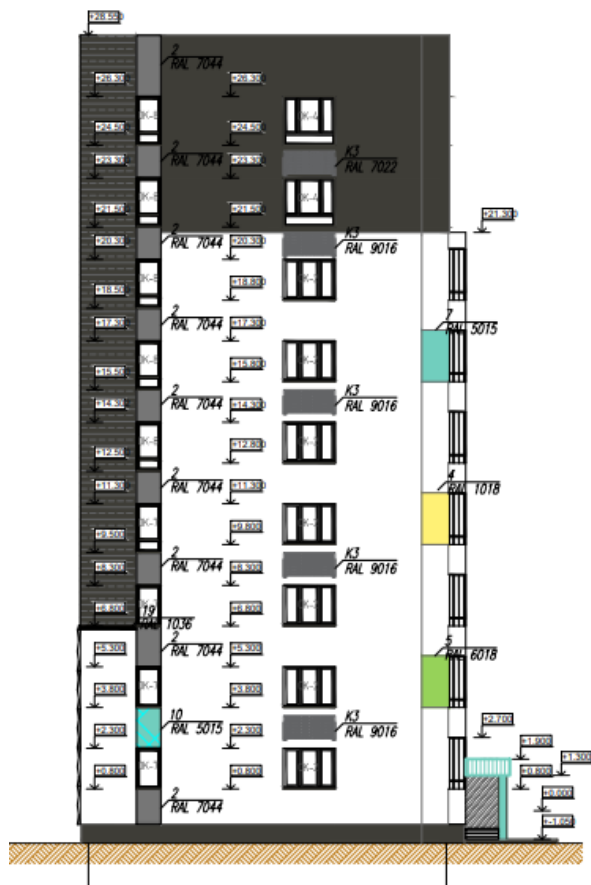 +28.550
2
RAL 7044
+26.300
+26.300
+24.500
+24.500
2
RAL 7044
+23.300
+23.300
K3
RAL 7022
+21.500
+21.500
2
RAL 7044
+20.300
+20.300
K3
RAL 9016
+21.300
+18.500
+18.800
2
RAL 7044
+17.300
+17.300
7
RAL 5015
+15.500
+15.800
2
RAL 7044
+14.300
+14.300
K3
RAL 9016
+12.500
+12.800
2
RAL 7044
+11.300
+11.300
4
RAL 1018
+9.500
+9.800
2
RAL 7044
+8.300
+8.300
K3
RAL 9016
+6.800
+6.800
19
1036
2
RAL 7044
+5.300
+5.300
5
RAL 6018
+3.800
+3.800
10
RAL 5015
+2.300
+2.300
K3
RAL 9016
+2.700
+1.900
+1.300
+0.800
+0.800
+0.800
2
RAL 7044
+0.000